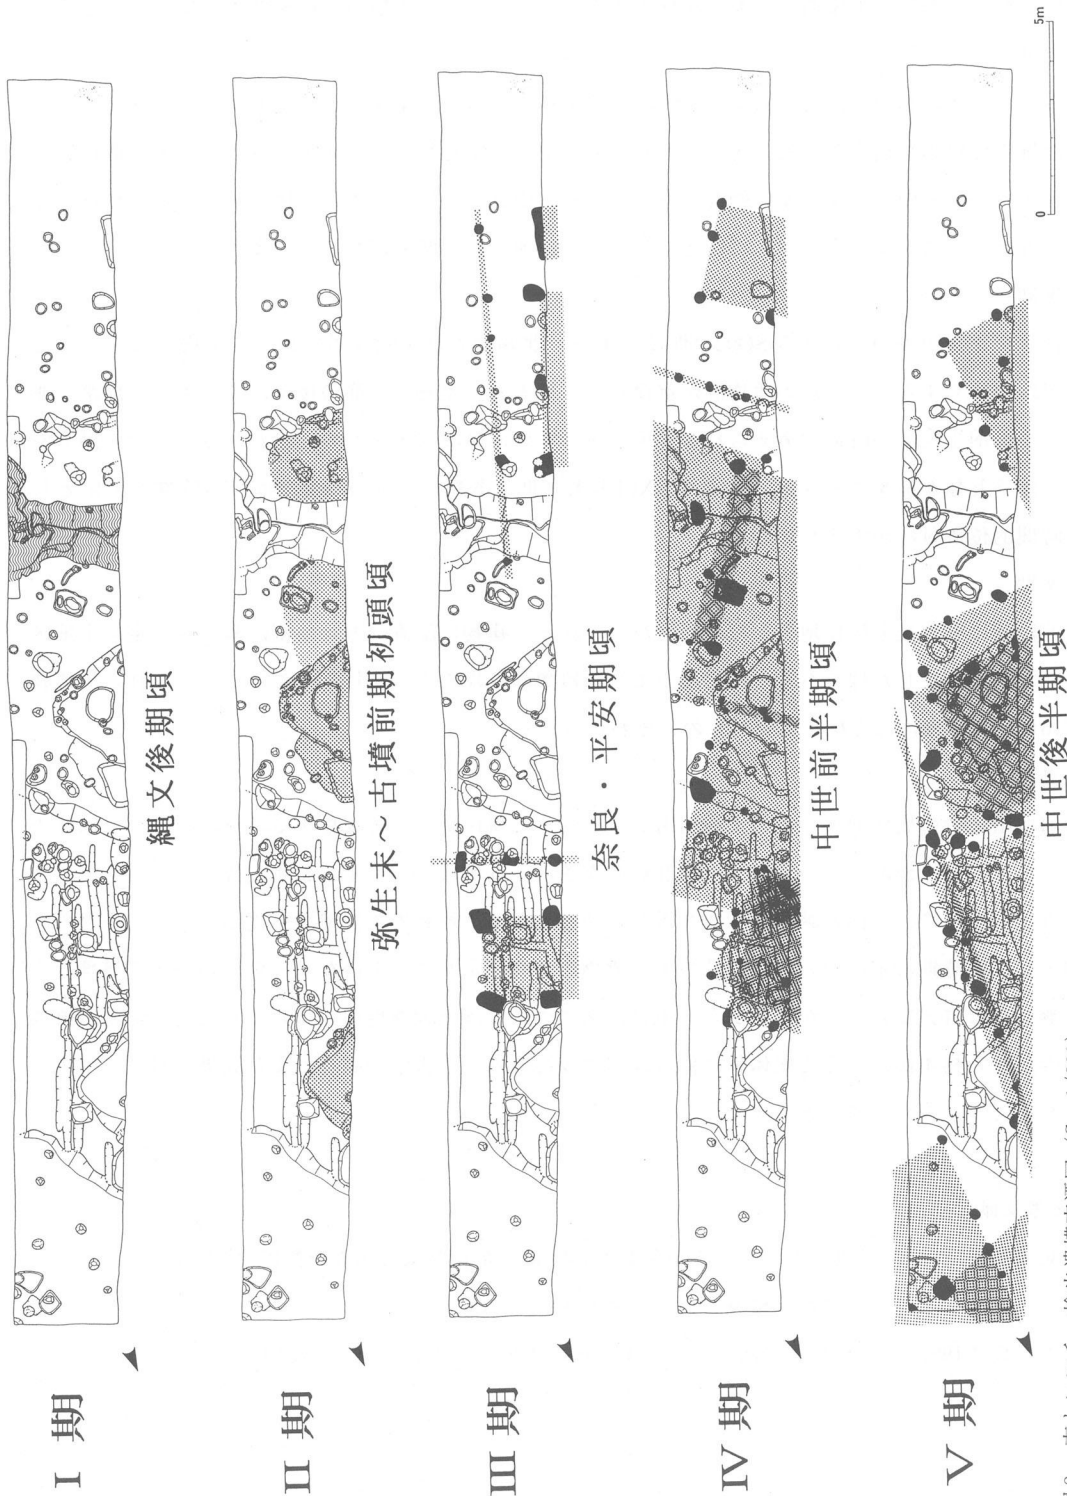 I 期
縄文後期頃
II 期
弥生末～古墳前期初頭頃
III 期
奈良・平安期頃
IV 期
中世前半期頃
V 期
中世後半期頃
0
5m